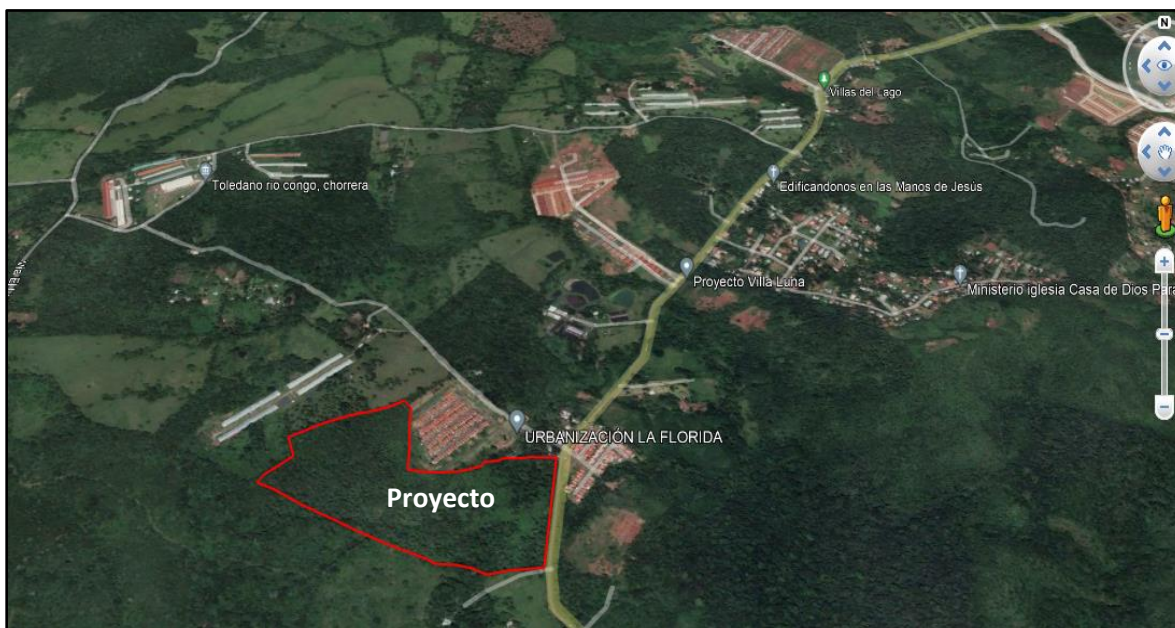 N
Villas del Lago
Toledano rio congo, chorrera
Edificandonos en las Manos de Jesús
Proyecto Villa Luna
Ministerio iglesia Casa de Dios Para
URBANIZACIÓN LA FLORIDA
Proyecto